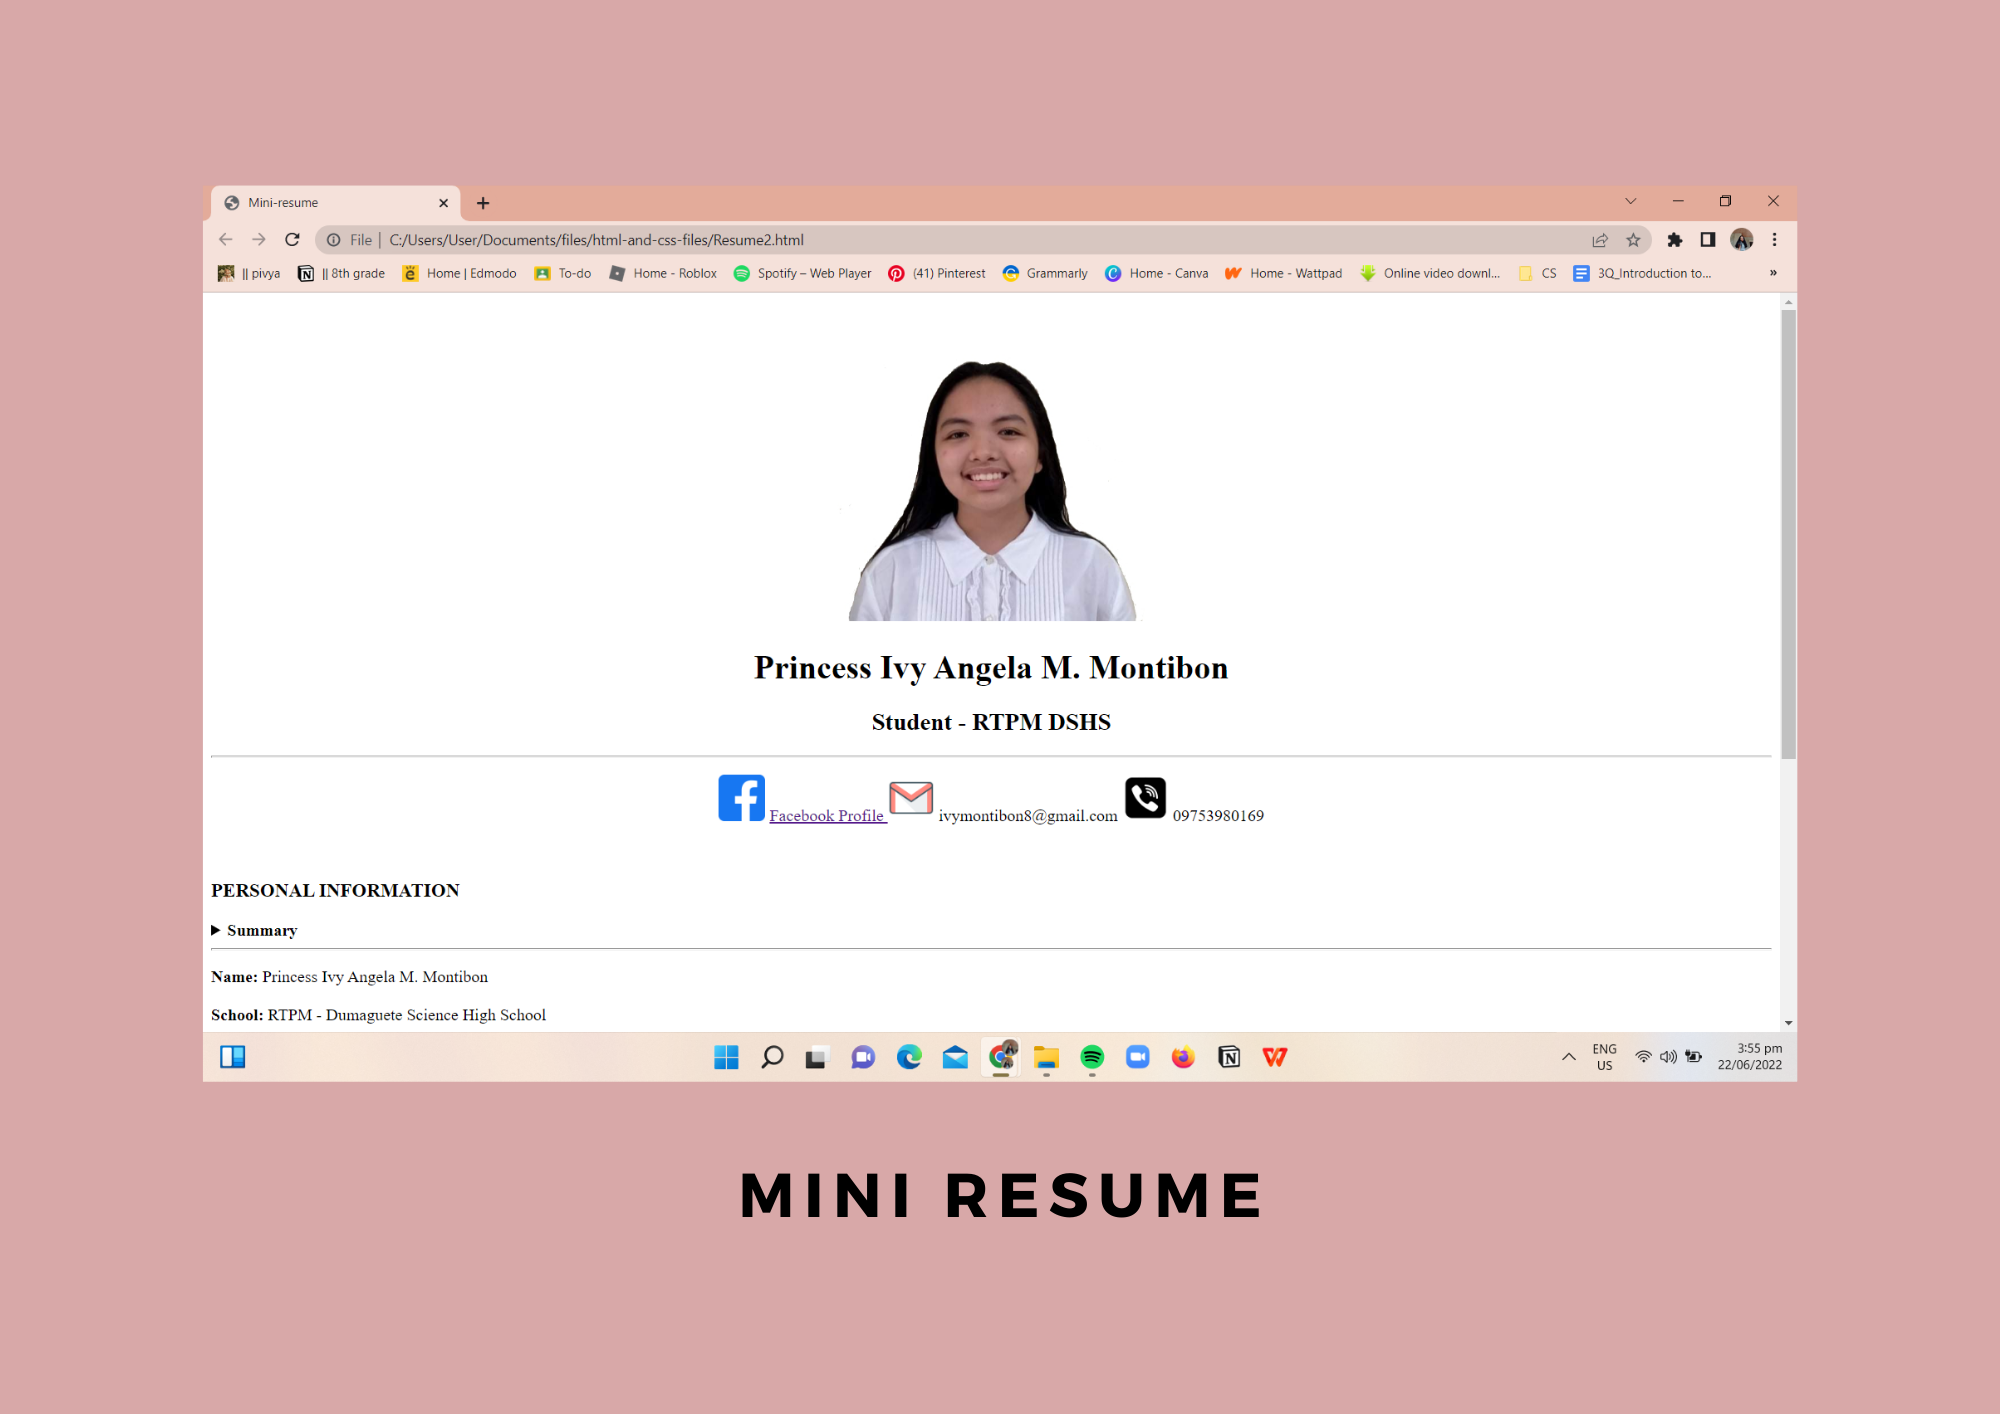 Mini-resume
File | C:/Users/User/Documents/files/html-and-css-files/Resume2.html
|| pivya || 8th grade Home | Edmodo To-do Home - Roblox Spotify – Web Player (41) Pinterest Grammarly Home - Canva Home - Wattpad Online video downl... CS 3Q_Introduction to... »
Princess Ivy Angela M. Montibon
Student - RTPM DSHS
Facebook Profile ivymontibon8@gmail.com 09753980169
PERSONAL INFORMATION
Summary
Name: Princess Ivy Angela M. Montibon
School: RTPM - Dumaguete Science High School
ENG
US
3:55 pm
22/06/2022
MINI RESUME